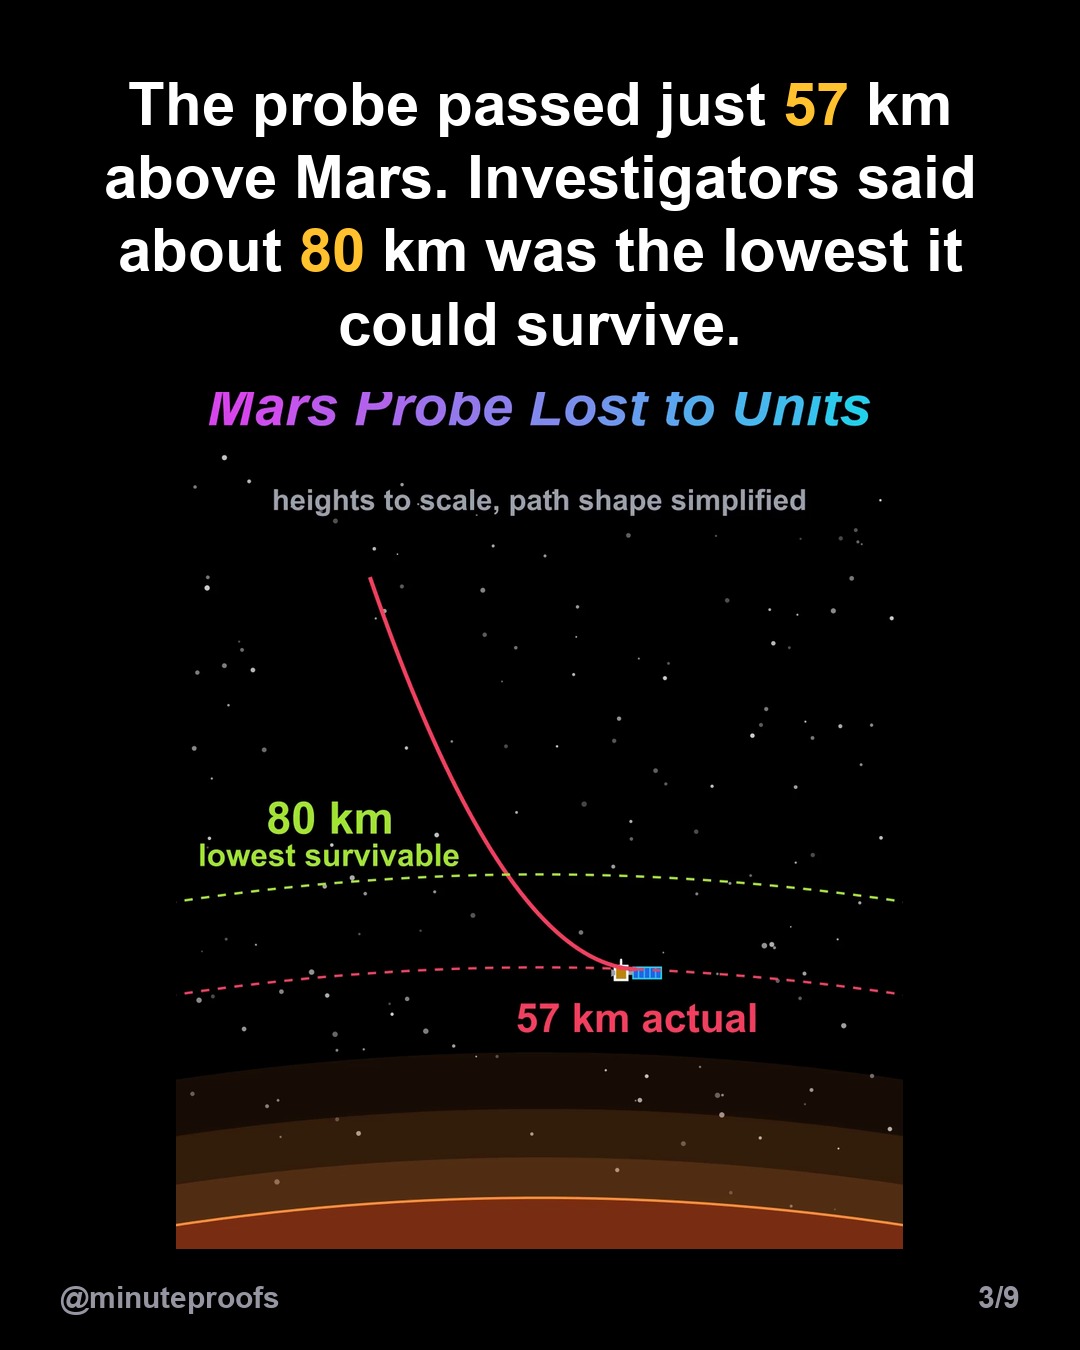 The probe passed just 57 km
above Mars. Investigators said
about 80 km was the lowest it
could survive.
Mars Probe Lost to Units
heights to scale, path shape simplified
80 km
lowest survivable
57 km actual
@minuteproofs
3/9